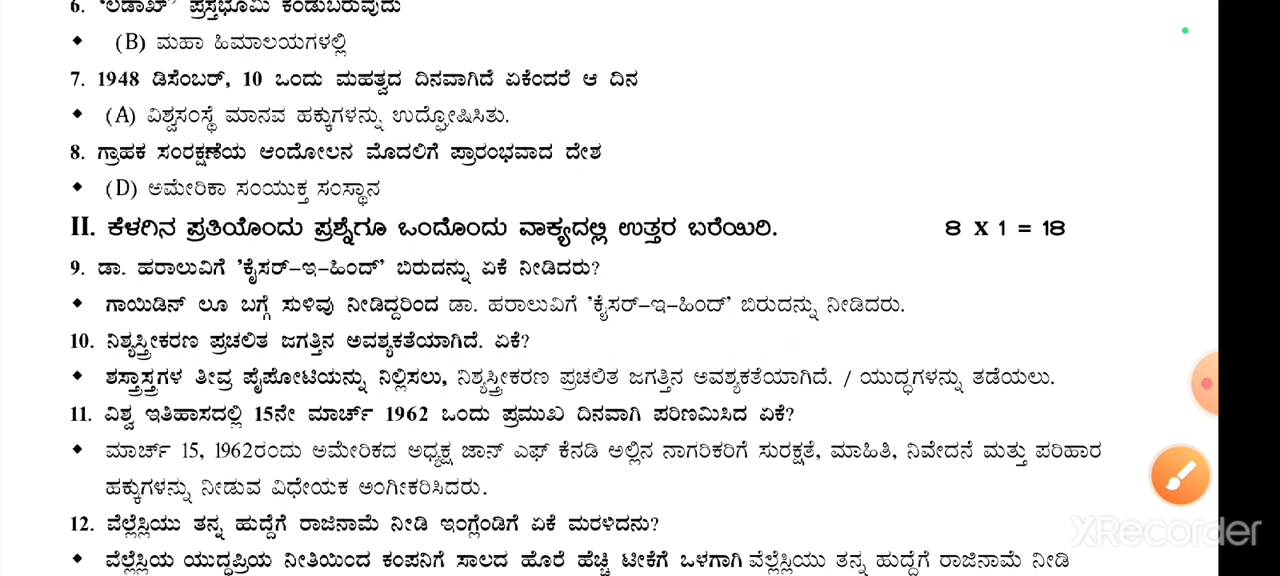 6. 'ಲಡಾಖ್' ಪ್ರಸ್ತಭೂಮಿ ಕಂಡುಬರುವುದು
◆ (B) ಮಹಾ ಹಿಮಾಲಯಗಳಲ್ಲಿ
7. 1948 ಡಿಸೆಂಬರ್, 10 ಒಂದು ಮಹತ್ವದ ದಿನವಾಗಿದೆ ಏಕೆಂದರೆ ಆ ದಿನ
◆ (A) ವಿಶ್ವಸಂಸ್ಥೆ ಮಾನವ ಹಕ್ಕುಗಳನ್ನು ಉದ್ಘೋಷಿಸಿತು.
8. ಗ್ರಾಹಕ ಸಂರಕ್ಷಣೆಯ ಆಂದೋಲನ ಮೊದಲಿಗೆ ಪ್ರಾರಂಭವಾದ ದೇಶ
◆ (D) ಅಮೇರಿಕಾ ಸಂಯುಕ್ತ ಸಂಸ್ಥಾನ
II. ಕೆಳಗಿನ ಪ್ರತಿಯೊಂದು ಪ್ರಶ್ನೆಗೂ ಒಂದೊಂದು ವಾಕ್ಯದಲ್ಲಿ ಉತ್ತರ ಬರೆಯಿರಿ. 8 X 1 = 18
9. ಡಾ. ಹರಾಲುವಿಗೆ 'ಕೈಸರ್-ಇ-ಹಿಂದ್' ಬಿರುದನ್ನು ಏಕೆ ನೀಡಿದರು?
◆ ಗಾಯಿಡಿನ್ ಲೂ ಬಗ್ಗೆ ಸುಳಿವು ನೀಡಿದ್ದರಿಂದ ಡಾ. ಹರಾಲುವಿಗೆ 'ಕೈಸರ್-ಇ-ಹಿಂದ್' ಬಿರುದನ್ನು ನೀಡಿದರು.
10. ನಿಶ್ಯಸ್ತ್ರೀಕರಣ ಪ್ರಚಲಿತ ಜಗತ್ತಿನ ಅವಶ್ಯಕತೆಯಾಗಿದೆ. ಏಕೆ?
◆ ಶಸ್ತ್ರಾಸ್ತ್ರಗಳ ತೀವ್ರ ಪೈಪೋಟಿಯನ್ನು ನಿಲ್ಲಿಸಲು, ನಿಶ್ಯಸ್ತ್ರೀಕರಣ ಪ್ರಚಲಿತ ಜಗತ್ತಿನ ಅವಶ್ಯಕತೆಯಾಗಿದೆ. / ಯುದ್ಧಗಳನ್ನು ತಡೆಯಲು.
11. ವಿಶ್ವ ಇತಿಹಾಸದಲ್ಲಿ 15ನೇ ಮಾರ್ಚ್ 1962 ಒಂದು ಪ್ರಮುಖ ದಿನವಾಗಿ ಪರಿಣಮಿಸಿದ ಏಕೆ?
◆ ಮಾರ್ಚ್ 15, 1962ರಂದು ಅಮೇರಿಕದ ಅಧ್ಯಕ್ಷ ಜಾನ್ ಎಫ್ ಕೆನಡಿ ಅಲ್ಲಿನ ನಾಗರಿಕರಿಗೆ ಸುರಕ್ಷತೆ, ಮಾಹಿತಿ, ನಿವೇದನೆ ಮತ್ತು ಪರಿಹಾರ
ಹಕ್ಕುಗಳನ್ನು ನೀಡುವ ವಿಧೇಯಕ ಅಂಗೀಕರಿಸಿದರು.
12. ವೆಲ್ಲೆಸ್ಲಿಯು ತನ್ನ ಹುದ್ದೆಗೆ ರಾಜಿನಾಮೆ ನೀಡಿ ಇಂಗ್ಲೆಂಡಿಗೆ ಏಕೆ ಮರಳಿದನು?
◆ ವೆಲ್ಲೆಸ್ಲಿಯ ಯುದ್ಧಪ್ರಿಯ ನೀತಿಯಿಂದ ಕಂಪನಿಗೆ ಸಾಲದ ಹೊರೆ ಹೆಚ್ಚಿ ಟೀಕೆಗೆ ಒಳಗಾಗಿ ವೆಲ್ಲೆಸ್ಲಿಯು ತನ್ನ ಹುದ್ದೆಗೆ ರಾಜಿನಾಮೆ ನೀಡಿ
XRecorder